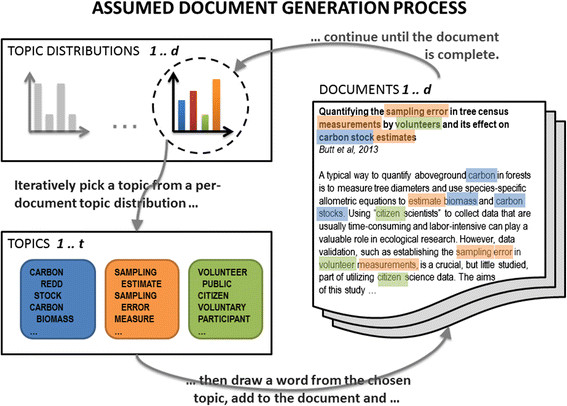 ASSUMED DOCUMENT GENERATION PROCESS
TOPIC DISTRIBUTIONS 1 .. d
...
... continue until the document
is complete.
DOCUMENTS 1 .. d
Quantifying the sampling error in tree census
measurements by volunteers and its effect on
carbon stock estimates
Butt et al, 2013
A typical way to quantify aboveground carbon in forests
is to measure tree diameters and use species-specific
allometric equations to estimate biomass and carbon
stocks. Using "citizen scientists" to collect data that are
usually time-consuming and labor-intensive can play a
valuable role in ecological research. However, data
validation, such as establishing the sampling error in
volunteer measurements, is a crucial, but little studied,
part of utilizing citizen science data. The aims
of this study ...
Iteratively pick a topic from a per-
document topic distribution ...
TOPICS 1 .. t
CARBON
REDD
STOCK
CARBON
BIOMASS
...
SAMPLING
ESTIMATE
SAMPLING
ERROR
MEASURE
...
VOLUNTEER
PUBLIC
CITIZEN
VOLUNTARY
PARTICIPANT
...
... then draw a word from the chosen
topic, add to the document and ...